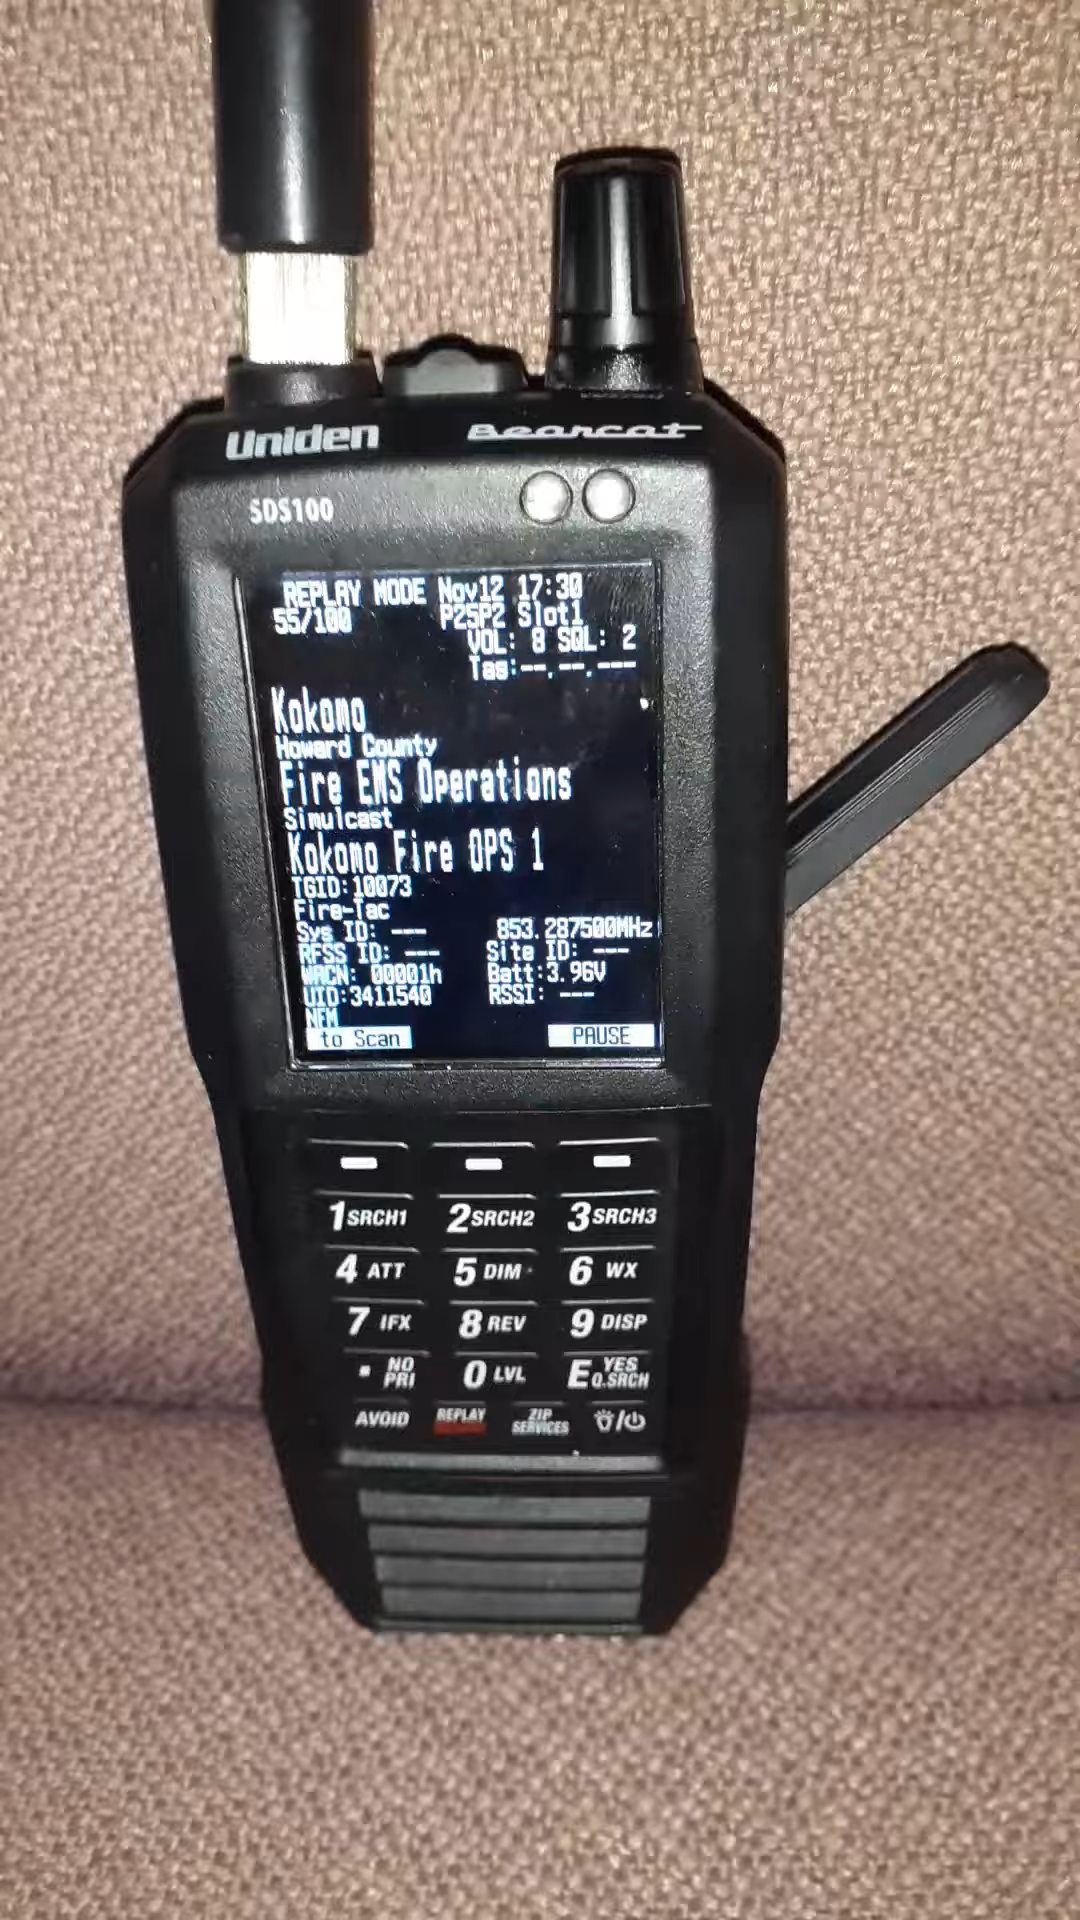 Uniden Bearcat
SDS100
REPLAY MODE Nov12 17:30
55/100 P25P2 Slot1
VOL: 8 SQL: 2
Tag:--.--.---
Kokomo
Howard County
Fire EMS Operations
Simulcast
Kokomo Fire OPS 1
TGID:10073
Fire-Tac
Sys ID: --- 853.287500MHz
RFSS ID: --- Site ID: ---
WACN: 00001h Batt:3.96V
UID:3411540 RSSI: ---
NFM
to Scan PAUSE
1 SRCH1 2 SRCH2 3 SRCH3
4 ATT 5 DIM 6 WX
7 IFX 8 REV 9 DISP
. NO PRI 0 LVL E YES Q.SRCH
AVOID REPLAY ZIP SERVICES